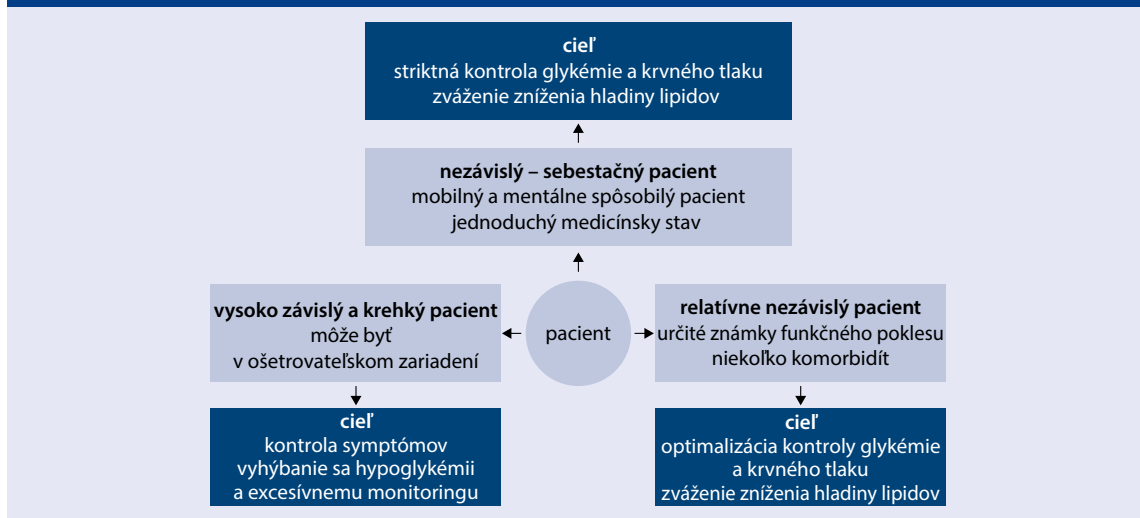 cieľ
striktná kontrola glykémie a krvného tlaku
zváženie zníženia hladiny lipidov
nezávislý – sebestačný pacient
mobilný a mentálne spôsobilý pacient
jednoduchý medicínsky stav
vysoko závislý a krehký pacient
môže byť
v ošetrovateľskom zariadení
pacient
relatívne nezávislý pacient
určité známky funkčného poklesu
niekoľko komorbidít
cieľ
kontrola symptómov
vyhýbanie sa hypoglykémii
a excesívnemu monitoringu
cieľ
optimalizácia kontroly glykémie
a krvného tlaku
zváženie zníženia hladiny lipidov